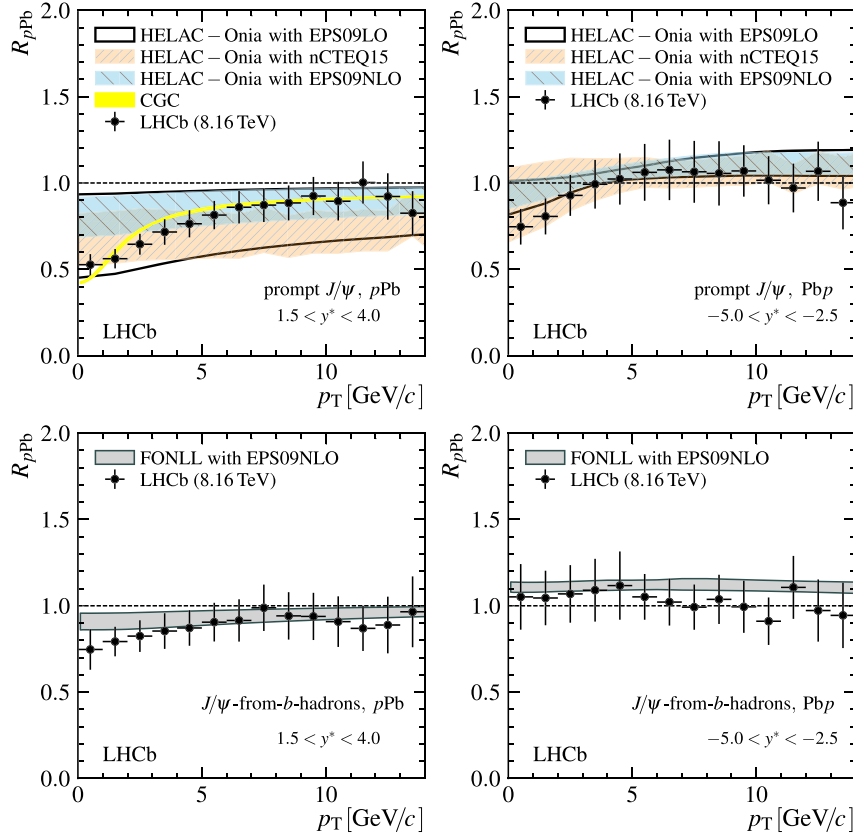 R_pPb
2.0
1.5
1.0
0.5
0.0
HELAC − Onia with EPS09LO
HELAC − Onia with nCTEQ15
HELAC − Onia with EPS09NLO
CGC
LHCb (8.16 TeV)
prompt J/ψ, pPb
1.5 < y* < 4.0
LHCb
0
5
10
p_T [GeV/c]
R_pPb
2.0
1.5
1.0
0.5
0.0
HELAC − Onia with EPS09LO
HELAC − Onia with nCTEQ15
HELAC − Onia with EPS09NLO
LHCb (8.16 TeV)
prompt J/ψ, Pbp
−5.0 < y* < −2.5
LHCb
0
5
10
p_T [GeV/c]
R_pPb
2.0
1.5
1.0
0.5
0.0
FONLL with EPS09NLO
LHCb (8.16 TeV)
J/ψ-from-b-hadrons, pPb
1.5 < y* < 4.0
LHCb
0
5
10
p_T [GeV/c]
R_pPb
2.0
1.5
1.0
0.5
0.0
FONLL with EPS09NLO
LHCb (8.16 TeV)
J/ψ-from-b-hadrons, Pbp
−5.0 < y* < −2.5
LHCb
0
5
10
p_T [GeV/c]